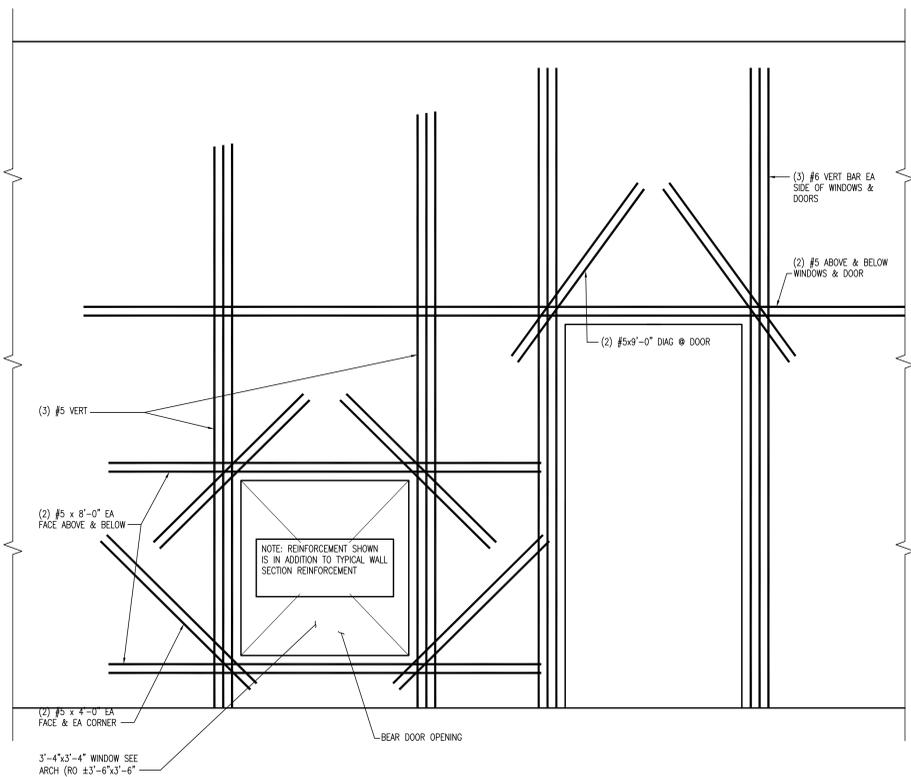 (3) #6 VERT BAR EA
SIDE OF WINDOWS &
DOORS
(2) #5 ABOVE & BELOW
WINDOWS & DOOR
(2) #5x9'-0" DIAG @ DOOR
(3) #5 VERT
(2) #5 x 8'-0" EA
FACE ABOVE & BELOW
NOTE: REINFORCEMENT SHOWN
IS IN ADDITION TO TYPICAL WALL
SECTION REINFORCEMENT
(2) #5 x 4'-0" EA
FACE & EA CORNER
BEAR DOOR OPENING
3'-4"x3'-4" WINDOW SEE
ARCH (RO ±3'-6"x3'-6"